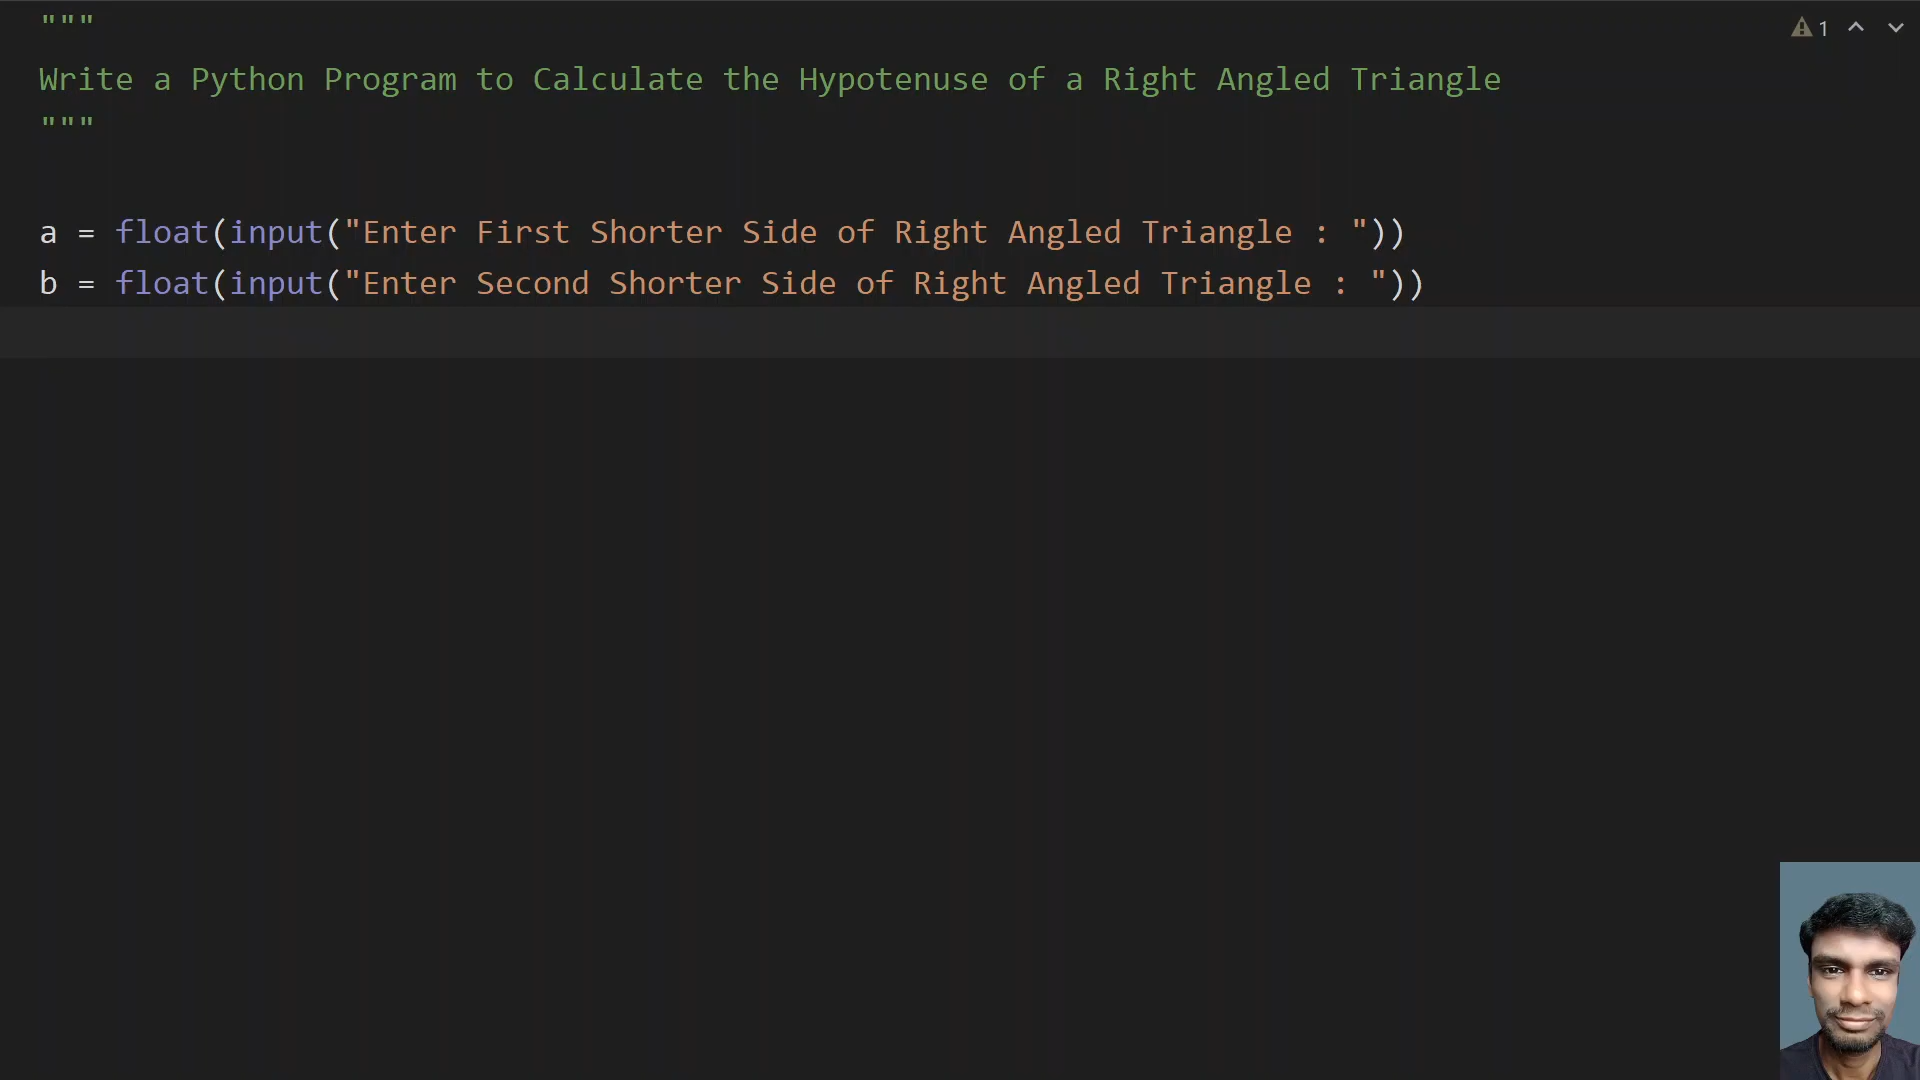 """
Write a Python Program to Calculate the Hypotenuse of a Right Angled Triangle
"""
a = float(input("Enter First Shorter Side of Right Angled Triangle : "))
b = float(input("Enter Second Shorter Side of Right Angled Triangle : "))
1